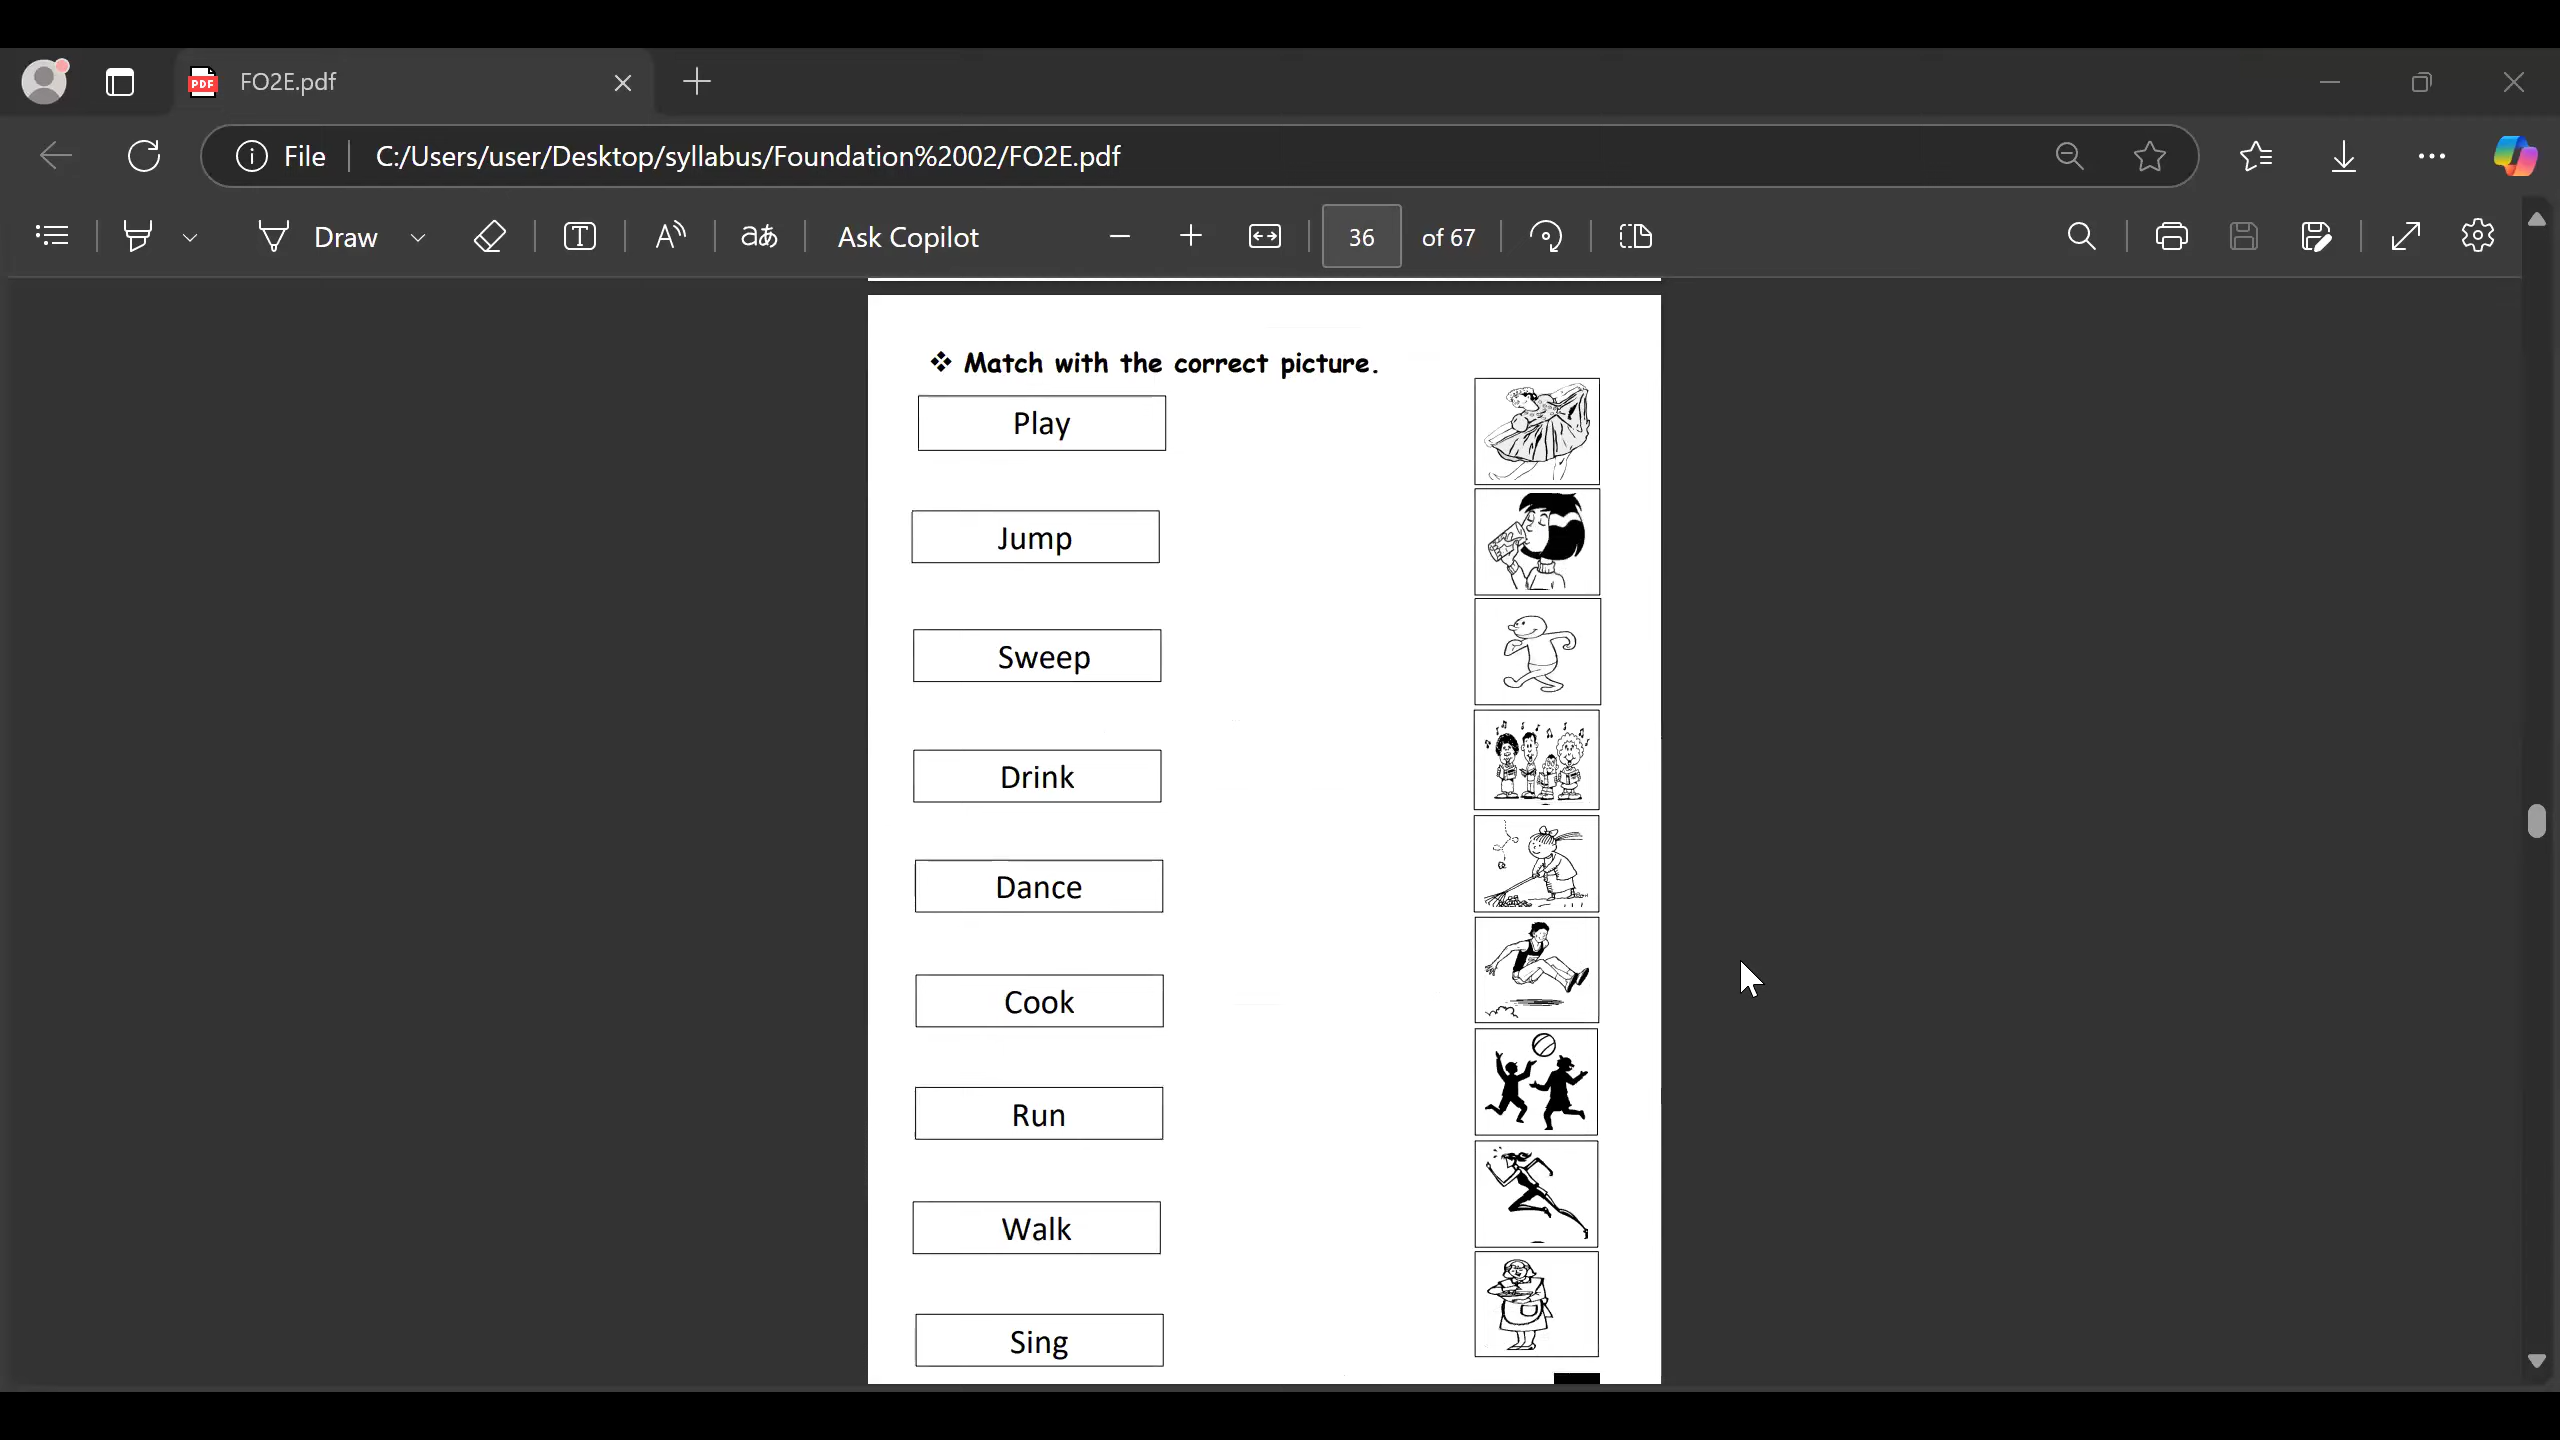 FO2E.pdf
File
C:/Users/user/Desktop/syllabus/Foundation%2002/FO2E.pdf
Draw
Ask Copilot
36
of 67
❖ Match with the correct picture.
Play
Jump
Sweep
Drink
Dance
Cook
Run
Walk
Sing